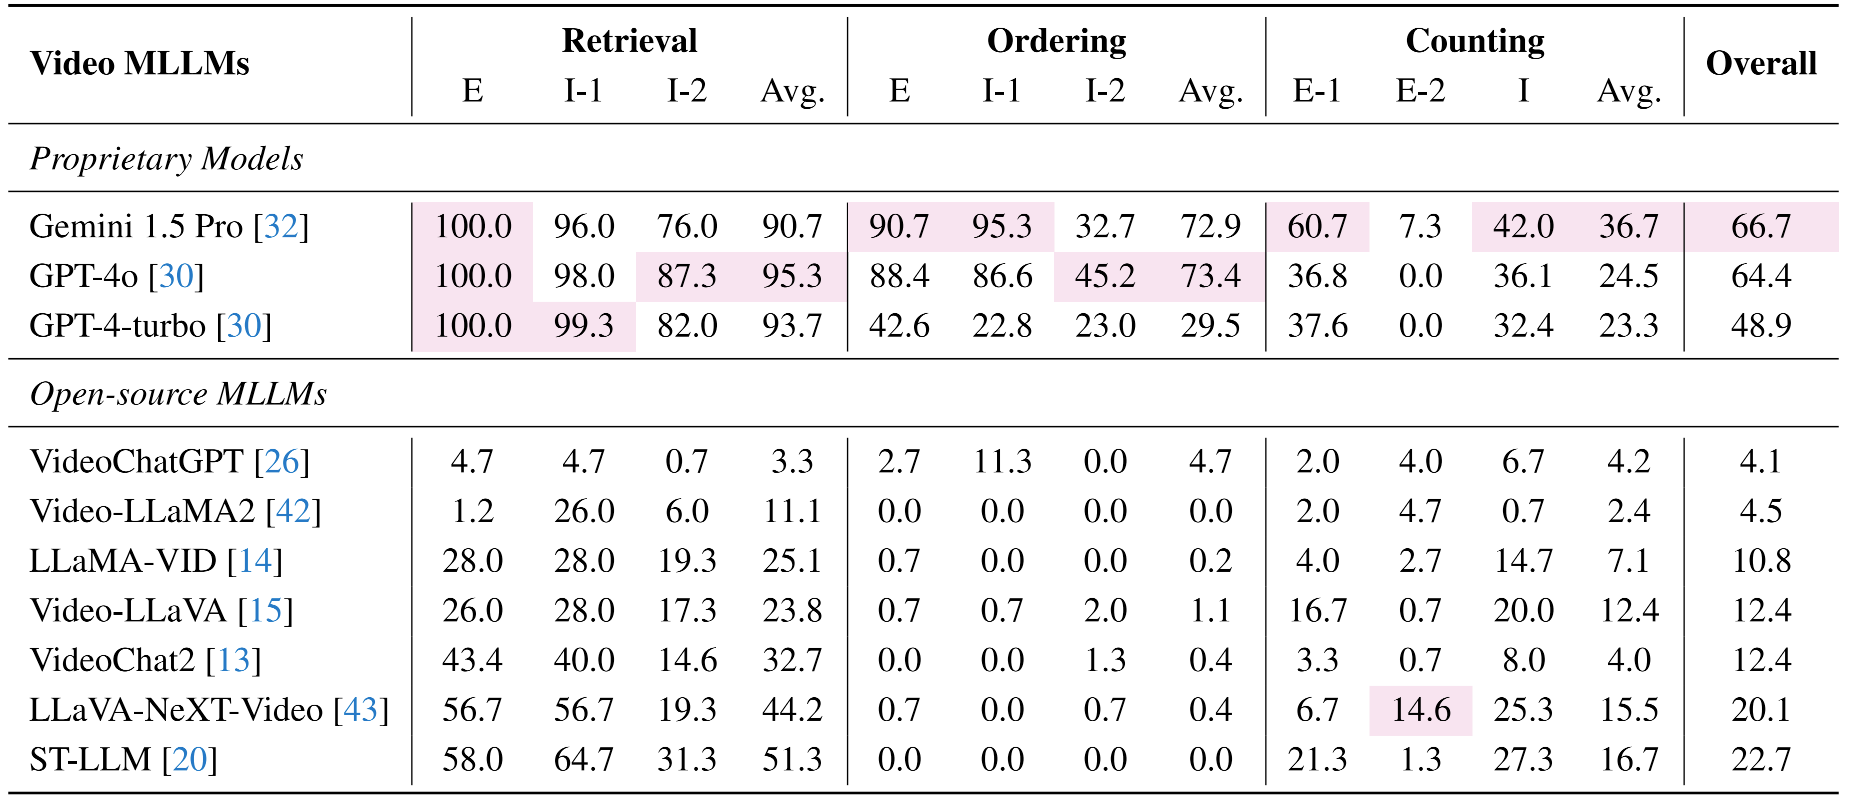 Video MLLMs Retrieval Ordering Counting Overall
E I-1 I-2 Avg. E I-1 I-2 Avg. E-1 E-2 I Avg.
Proprietary Models
Gemini 1.5 Pro [32] 100.0 96.0 76.0 90.7 90.7 95.3 32.7 72.9 60.7 7.3 42.0 36.7 66.7
GPT-4o [30] 100.0 98.0 87.3 95.3 88.4 86.6 45.2 73.4 36.8 0.0 36.1 24.5 64.4
GPT-4-turbo [30] 100.0 99.3 82.0 93.7 42.6 22.8 23.0 29.5 37.6 0.0 32.4 23.3 48.9
Open-source MLLMs
VideoChatGPT [26] 4.7 4.7 0.7 3.3 2.7 11.3 0.0 4.7 2.0 4.0 6.7 4.2 4.1
Video-LLaMA2 [42] 1.2 26.0 6.0 11.1 0.0 0.0 0.0 0.0 2.0 4.7 0.7 2.4 4.5
LLaMA-VID [14] 28.0 28.0 19.3 25.1 0.7 0.0 0.0 0.2 4.0 2.7 14.7 7.1 10.8
Video-LLaVA [15] 26.0 28.0 17.3 23.8 0.7 0.7 2.0 1.1 16.7 0.7 20.0 12.4 12.4
VideoChat2 [13] 43.4 40.0 14.6 32.7 0.0 0.0 1.3 0.4 3.3 0.7 8.0 4.0 12.4
LLaVA-NeXT-Video [43] 56.7 56.7 19.3 44.2 0.7 0.0 0.7 0.4 6.7 14.6 25.3 15.5 20.1
ST-LLM [20] 58.0 64.7 31.3 51.3 0.0 0.0 0.0 0.0 21.3 1.3 27.3 16.7 22.7